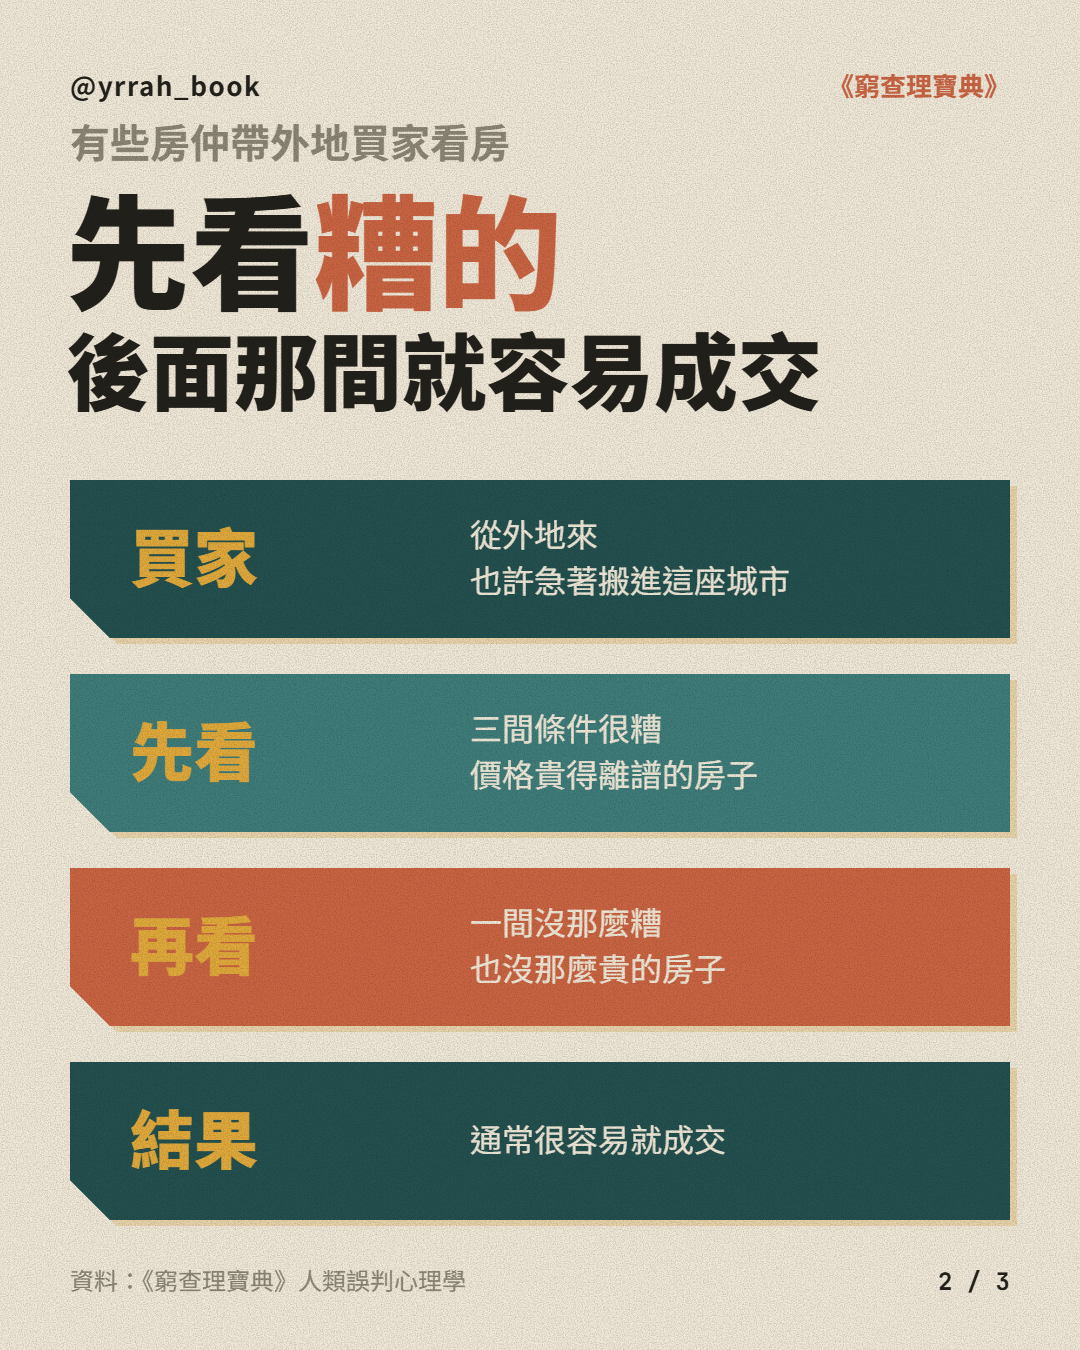 @yrrah_book
《窮查理寶典》
有些房仲帶外地買家看房
先看糟的
後面那間就容易成交
買家
從外地來
也許急著搬進這座城市
先看
三間條件很糟
價格貴得離譜的房子
再看
一間沒那麼糟
也沒那麼貴的房子
結果
通常很容易就成交
資料：《窮查理寶典》人類誤判心理學
2 / 3